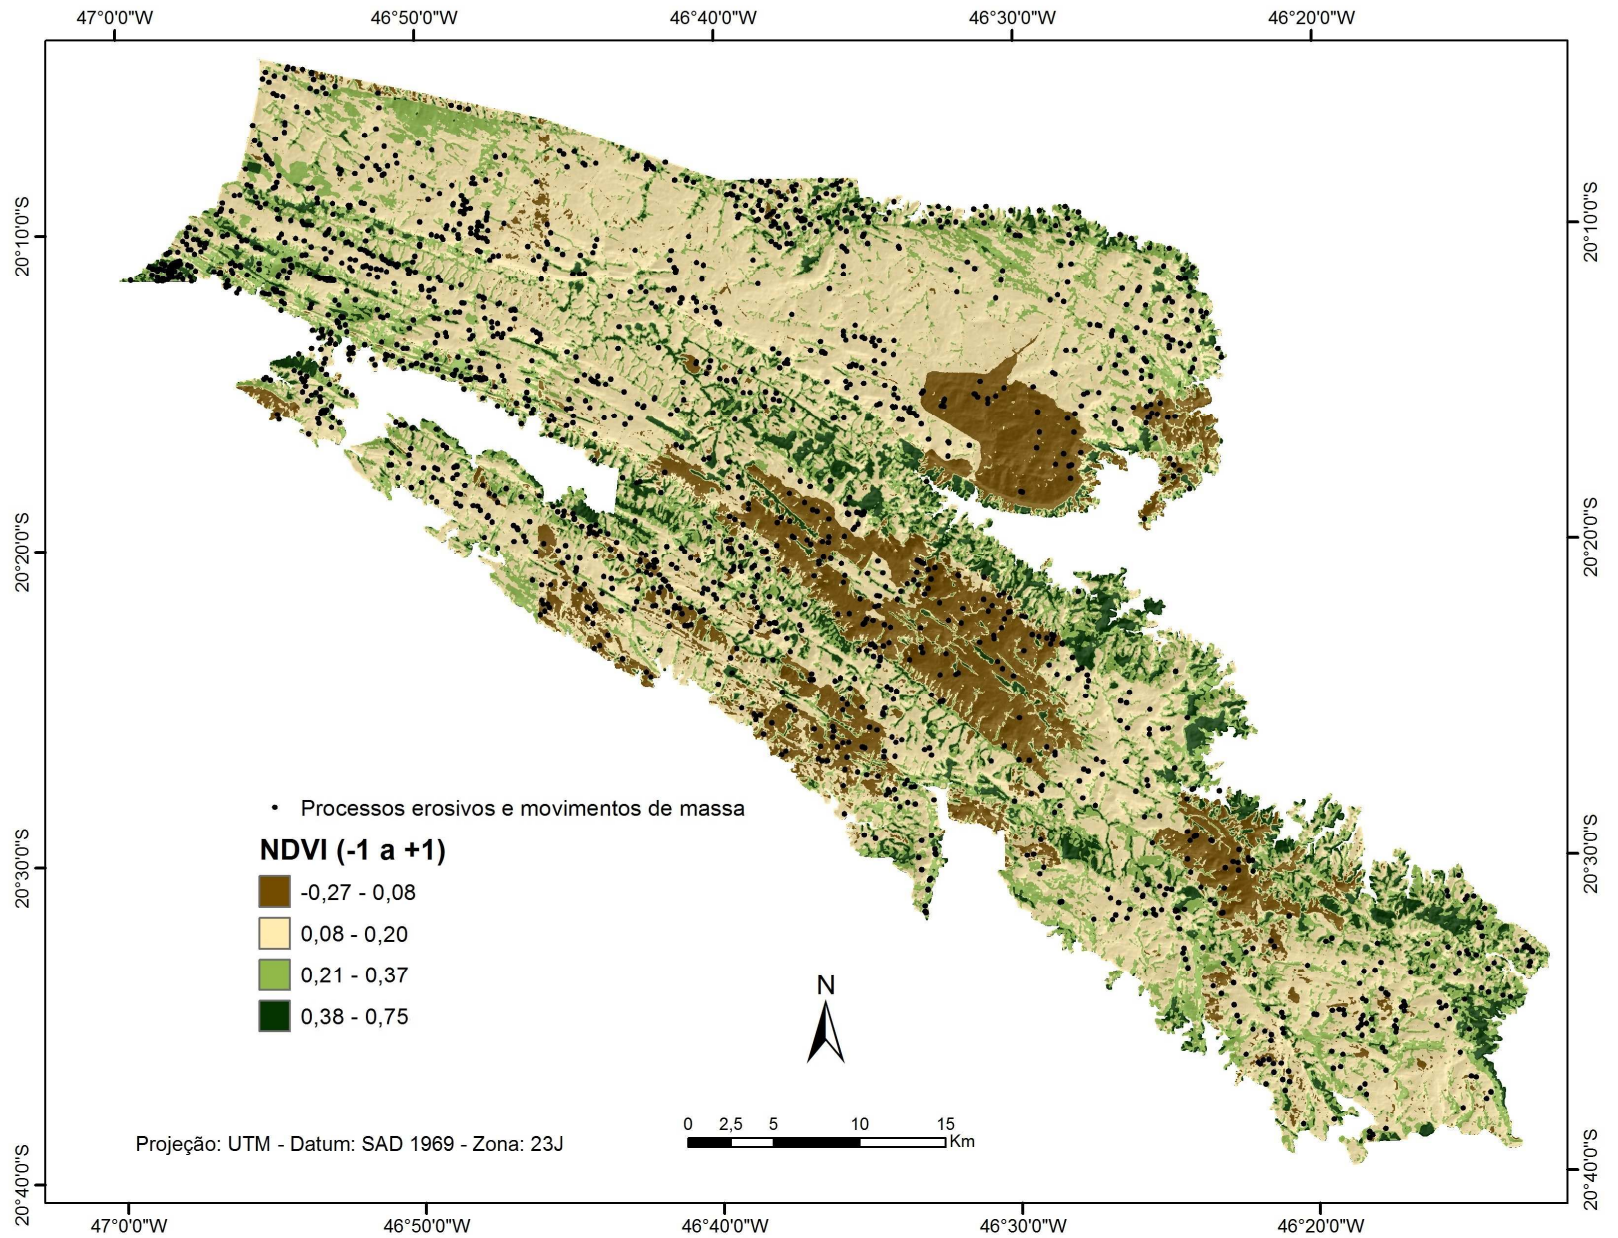 47°0'0"W 46°50'0"W 46°40'0"W 46°30'0"W 46°20'0"W
20°10'0"S 20°10'0"S
20°20'0"S 20°20'0"S
20°30'0"S 20°30'0"S
20°40'0"S 20°40'0"S
Processos erosivos e movimentos de massa
NDVI (-1 a +1)
-0,27 - 0,08
0,08 - 0,20
0,21 - 0,37
0,38 - 0,75
N
0 2,5 5 10 15
Km
Projeção: UTM - Datum: SAD 1969 - Zona: 23J
47°0'0"W 46°50'0"W 46°40'0"W 46°30'0"W 46°20'0"W